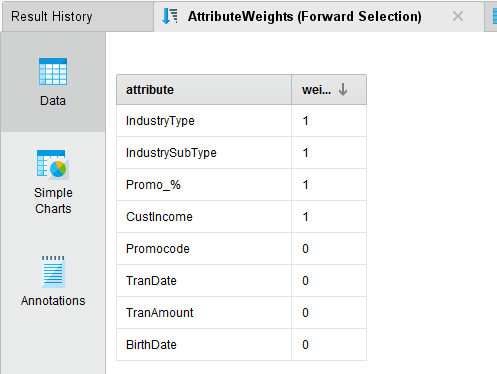 Result History
AttributeWeights (Forward Selection)
Data
Simple
Charts
Annotations
attribute wei...
IndustryType 1
IndustrySubType 1
Promo_% 1
CustIncome 1
Promocode 0
TranDate 0
TranAmount 0
BirthDate 0